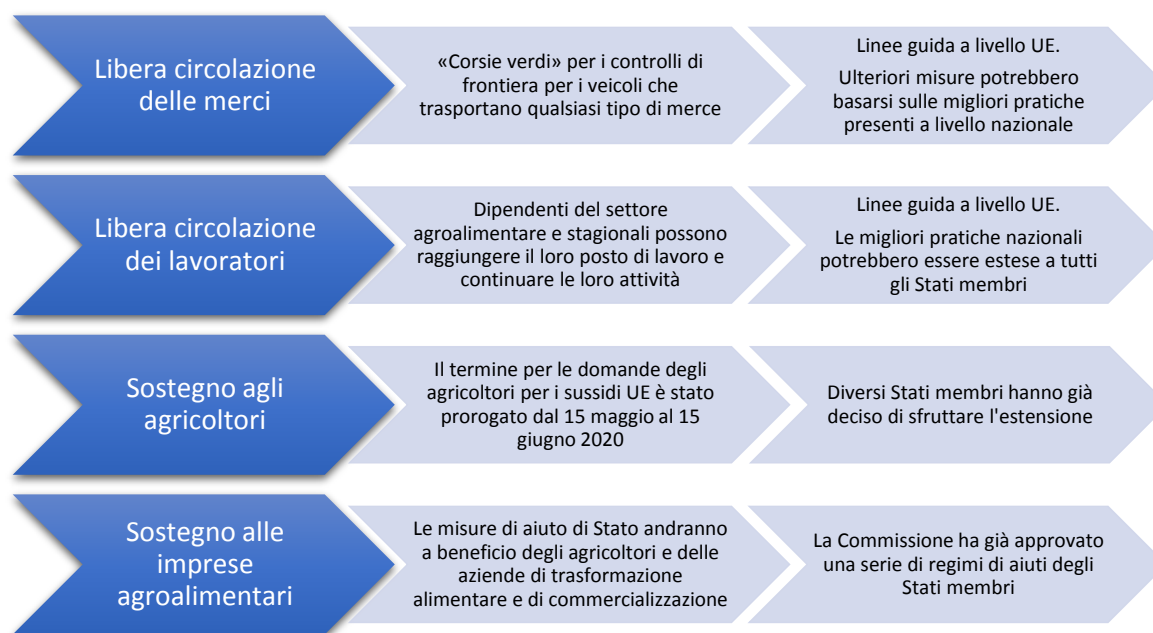 Libera circolazione
delle merci
«Corsie verdi» per i controlli di
frontiera per i veicoli che
trasportano qualsiasi tipo di merce
Linee guida a livello UE.
Ulteriori misure potrebbero
basarsi sulle migliori pratiche
presenti a livello nazionale
Libera circolazione
dei lavoratori
Dipendenti del settore
agroalimentare e stagionali possono
raggiungere il loro posto di lavoro e
continuare le loro attività
Linee guida a livello UE.
Le migliori pratiche nazionali
potrebbero essere estese a tutti
gli Stati membri
Sostegno agli
agricoltori
Il termine per le domande degli
agricoltori per i sussidi UE è stato
prorogato dal 15 maggio al 15
giugno 2020
Diversi Stati membri hanno già
deciso di sfruttare l'estensione
Sostegno alle
imprese
agroalimentari
Le misure di aiuto di Stato andranno
a beneficio degli agricoltori e delle
aziende di trasformazione
alimentare e di commercializzazione
La Commissione ha già approvato
una serie di regimi di aiuti degli
Stati membri